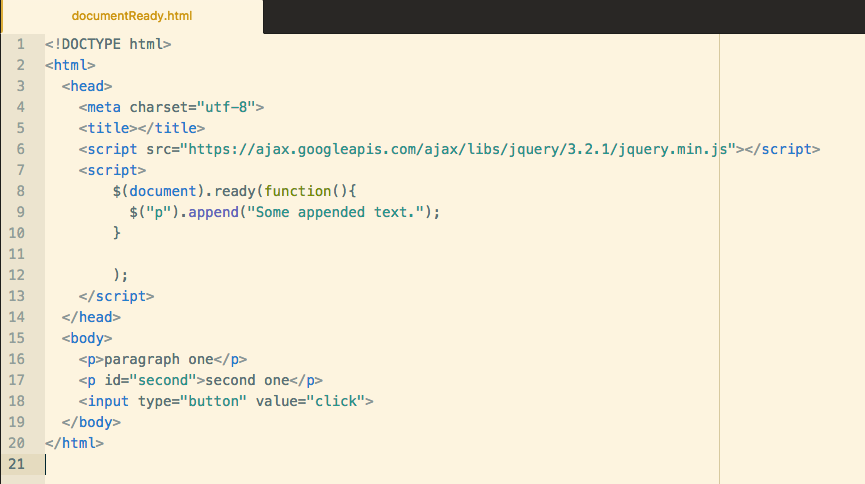 documentReady.html
1 <!DOCTYPE html>
2 <html>
3   <head>
4     <meta charset="utf-8">
5     <title></title>
6     <script src="https://ajax.googleapis.com/ajax/libs/jquery/3.2.1/jquery.min.js"></script>
7     <script>
8         $(document).ready(function(){
9           $("p").append("Some appended text.");
10         }
11
12         );
13     </script>
14   </head>
15   <body>
16     <p>paragraph one</p>
17     <p id="second">second one</p>
18     <input type="button" value="click">
19   </body>
20 </html>
21